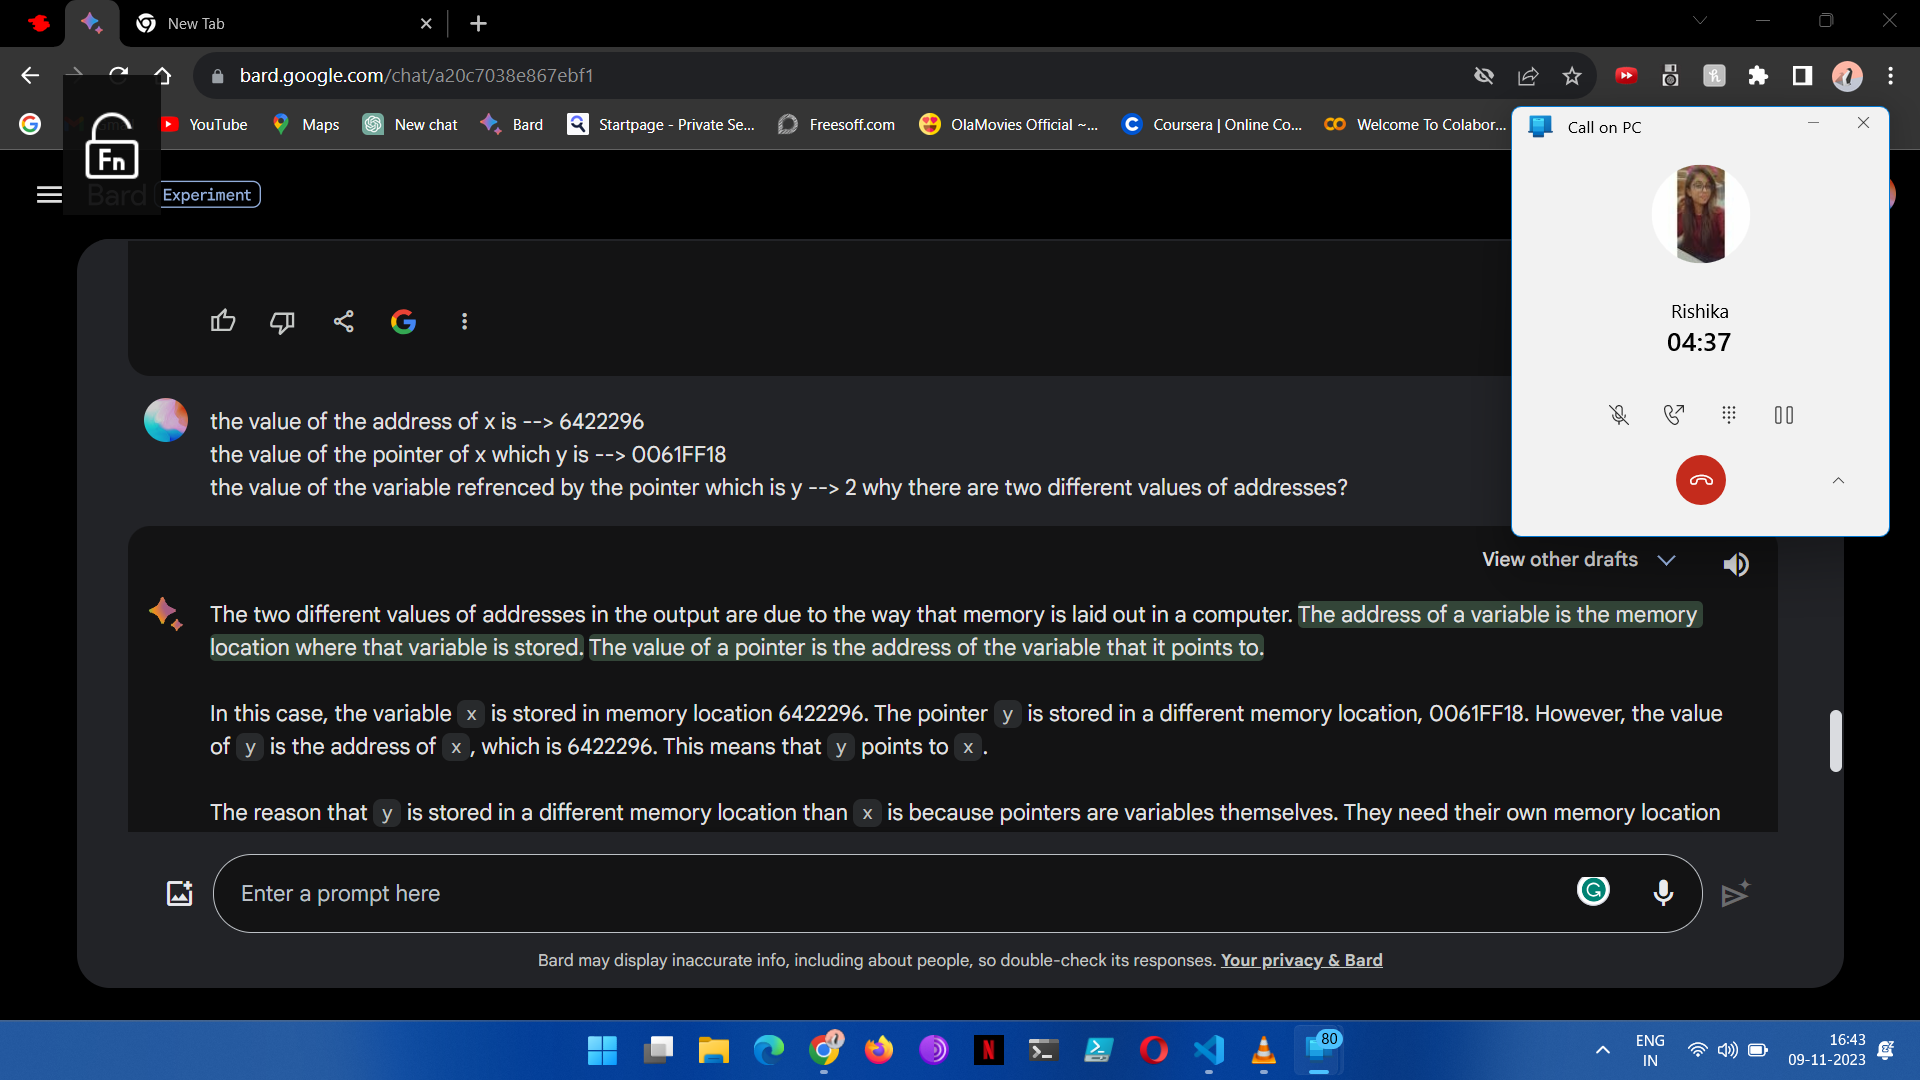 New Tab
bard.google.com/chat/a20c7038e867ebf1
YouTube
Maps
New chat
Bard
Startpage - Private Se...
Freesoff.com
OlaMovies Official ~...
Coursera | Online Co...
Welcome To Colabor...
Fn
Bard
Experiment
Call on PC
Rishika
04:37
the value of the address of x is --> 6422296
the value of the pointer of x which y is --> 0061FF18
the value of the variable refrenced by the pointer which is y --> 2 why there are two different values of addresses?
View other drafts
The two different values of addresses in the output are due to the way that memory is laid out in a computer. The address of a variable is the memory
location where that variable is stored. The value of a pointer is the address of the variable that it points to.
In this case, the variable x is stored in memory location 6422296. The pointer y is stored in a different memory location, 0061FF18. However, the value
of y is the address of x , which is 6422296. This means that y points to x .
The reason that y is stored in a different memory location than x is because pointers are variables themselves. They need their own memory location
Enter a prompt here
Bard may display inaccurate info, including about people, so double-check its responses. Your privacy & Bard
80
ENG
IN
16:43
09-11-2023